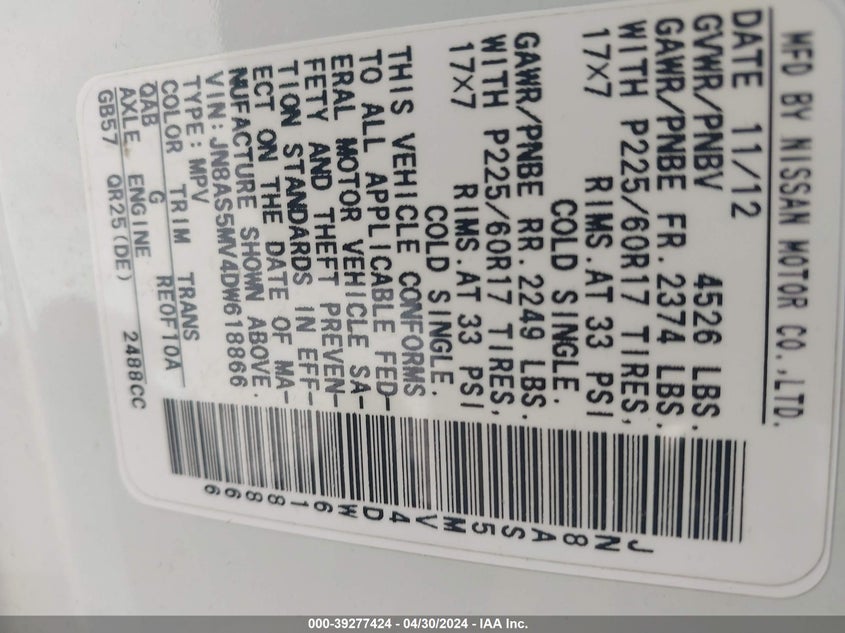 MFD BY NISSAN MOTOR CO.,LTD.
DATE 11/12
GVWR/PNBV 4526 LBS.
GAWR/PNBE FR. 2374 LBS.
WITH P225/60R17 TIRES,
17X7 RIMS.AT 33 PSI
COLD SINGLE.
GAWR/PNBE RR. 2249 LBS.
WITH P225/60R17 TIRES,
17X7 RIMS.AT 33 PSI
COLD SINGLE.
THIS VEHICLE CONFORMS
TO ALL APPLICABLE FED-
ERAL MOTOR VEHICLE SA-
FETY AND THEFT PREVEN-
TION STANDARDS IN EFF-
ECT ON THE DATE OF MA-
NUFACTURE SHOWN ABOVE.
VIN: JN8AS5MV4DW618866
TYPE: MPV
COLOR TRIM TRANS
QAB G RE0F10A
AXLE ENGINE
GB57 QR25(DE) 2488CC
JN8AS5MV4DW618866
000-39277424 - 04/30/2024 - IAA Inc.